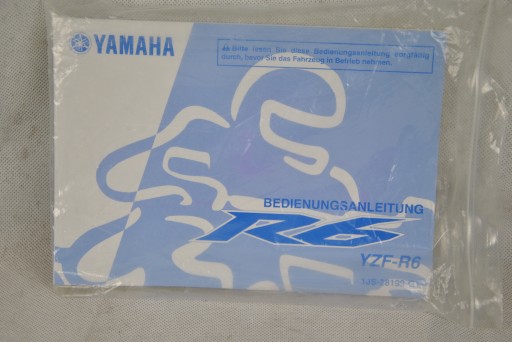 YAMAHA
Bitte lesen Sie diese Bedienungsanleitung sorgfältig
durch, bevor Sie das Fahrzeug in Betrieb nehmen.
BEDIENUNGSANLEITUNG
R6
YZF-R6